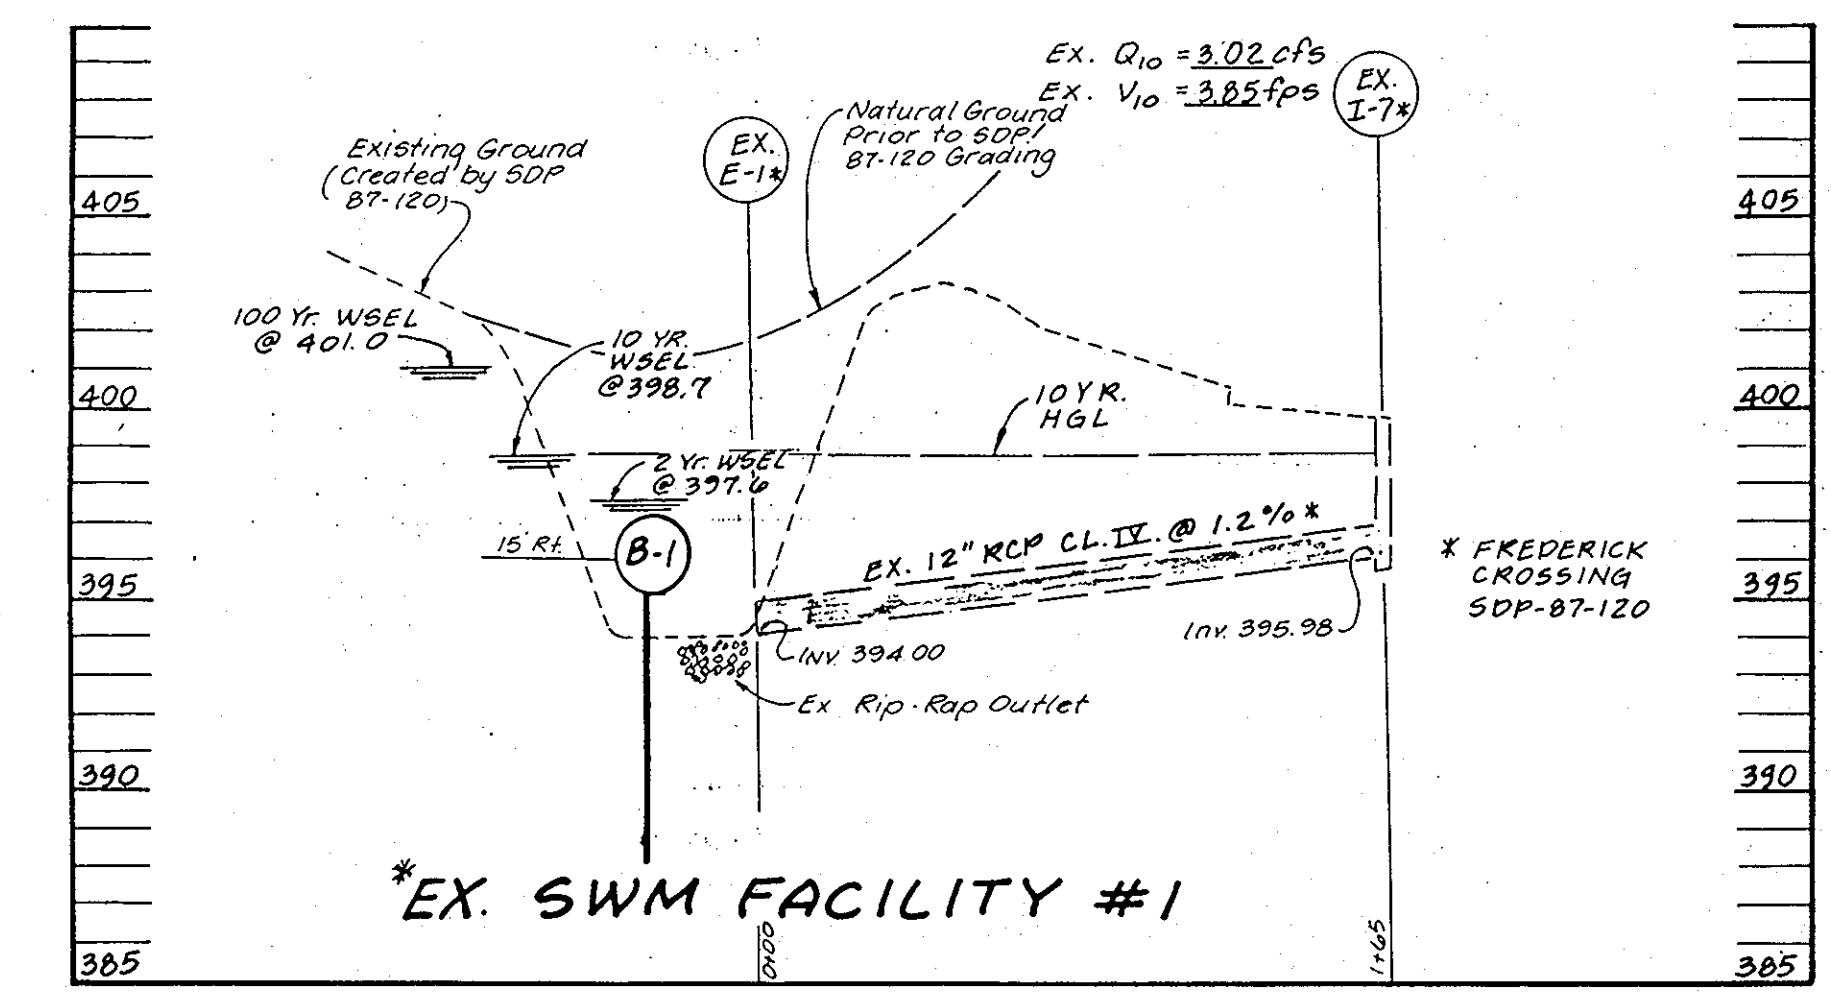 Ex. Q10 = 3.02 cfs
Ex. V10 = 3.85 fps
EX.
I-7*
Natural Ground
Prior to SDP!
87-120 Grading
EX.
E-1*
Existing Ground
(Created by SDP
87-120)
405
405
100 Yr. WSEL
@ 401.0
10 YR.
WSEL
@ 398.7
10 YR.
HGL
400
400
2 Yr. WSEL
@ 397.6
15' Rt.
B-1
EX. 12" RCP CL. IV. @ 1.2% *
* FREDERICK
CROSSING
SDP-87-120
395
395
Inv. 395.98
INV. 394.00
Ex Rip-Rap Outlet
390
390
*EX. SWM FACILITY #1
0+00
1+65
385
385